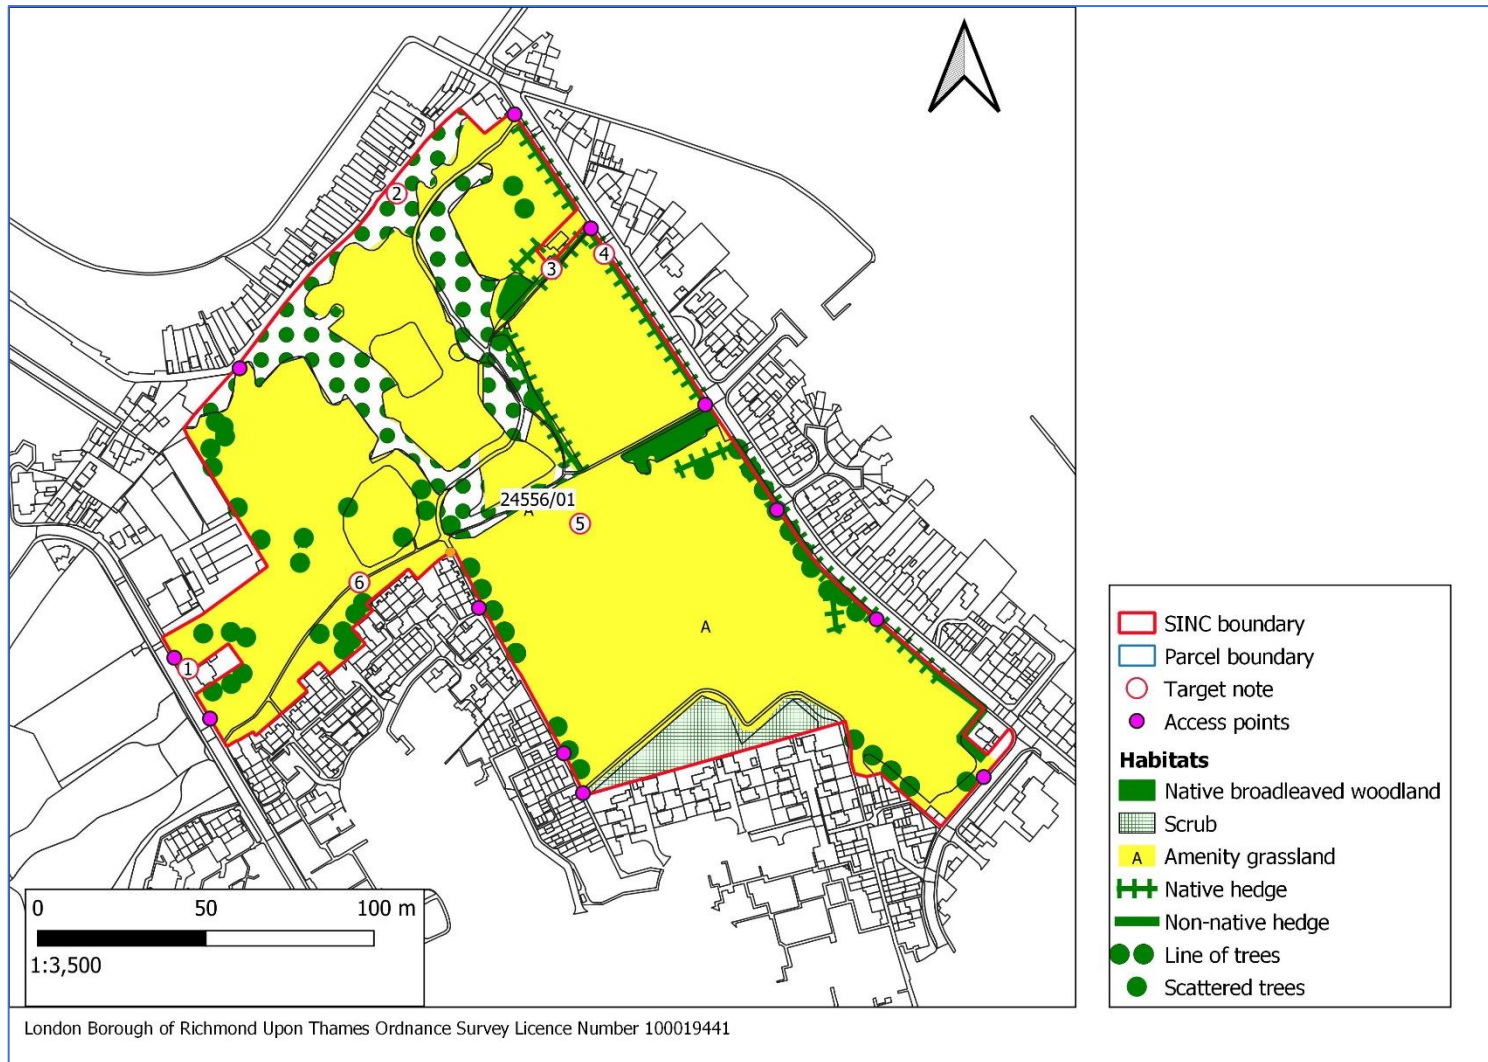 2
3
4
24556/01
A
5
6
A
1
SINC boundary
Parcel boundary
Target note
Access points
Habitats
Native broadleaved woodland
Scrub
A Amenity grassland
Native hedge
Non-native hedge
Line of trees
Scattered trees
0 50 100 m
1:3,500
London Borough of Richmond Upon Thames Ordnance Survey Licence Number 100019441